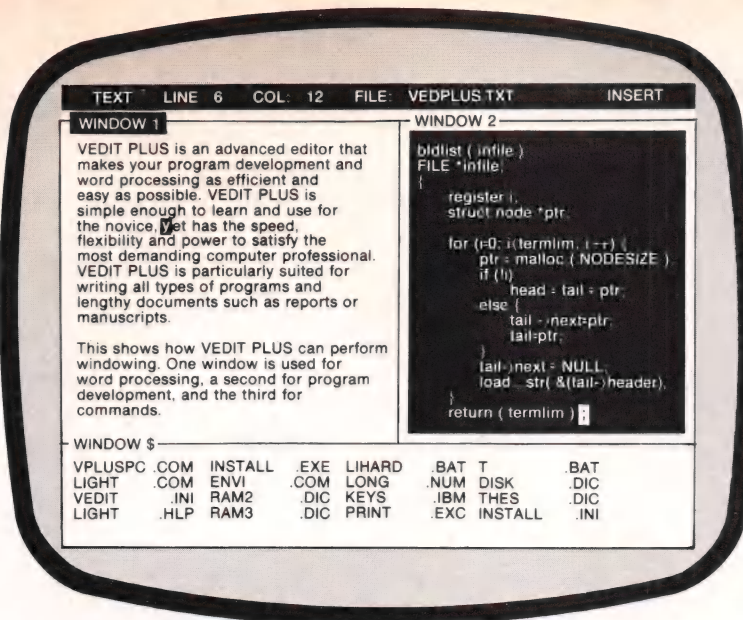 TEXT LINE 6 COL: 12 FILE: VEDPLUS.TXT INSERT
WINDOW 1
VEDIT PLUS is an advanced editor that
makes your program development and
word processing as efficient and
easy as possible. VEDIT PLUS is
simple enough to learn and use for
the novice, yet has the speed,
flexibility and power to satisfy the
most demanding computer professional.
VEDIT PLUS is particularly suited for
writing all types of programs and
lengthy documents such as reports or
manuscripts.
This shows how VEDIT PLUS can perform
windowing. One window is used for
word processing, a second for program
development, and the third for
commands.
WINDOW 2
bldlist ( infile )
FILE *infile;
{
register i;
struct node *ptr;
for (i=0; i(termlim; i++) {
ptr = malloc ( NODESIZE );
if (!i)
head = tail = ptr;
else {
tail -)next=ptr;
tail=ptr;
}
tail-)next = NULL;
load_str( &(tail-)header);
}
return ( termlim ) ;
WINDOW $
VPLUSPC .COM INSTALL .EXE LIHARD .BAT T .BAT
LIGHT .COM ENVI .COM LONG .NUM DISK .DIC
VEDIT .INI RAM2 .DIC KEYS .IBM THES .DIC
LIGHT .HLP RAM3 .DIC PRINT .EXC INSTALL .INI